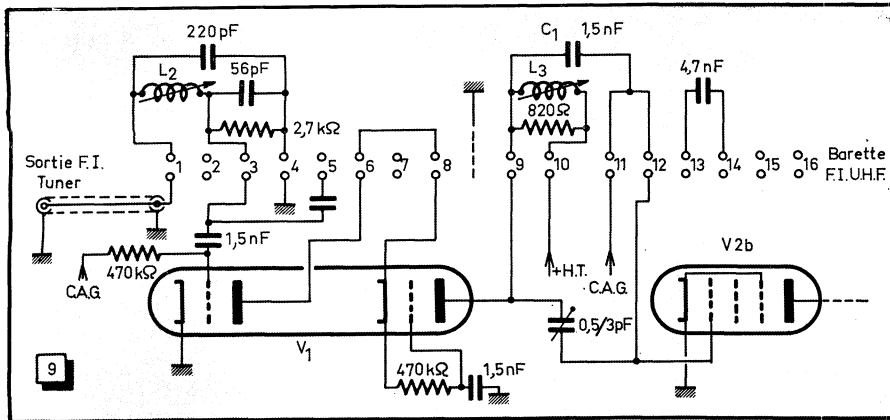 220pF
L2
56pF
2,7 kΩ
C1
1,5nF
L3
820Ω
4,7nF
Sortie F.I.
Tuner
1
2
3
4
5
6
7
8
9
10
11
12
13
14
15
16
Barette
F.I.U.H.F.
1,5nF
470kΩ
C.A.G.
+H.T.
C.A.G.
V2b
0,5/3pF
V1
470kΩ
1,5nF
9